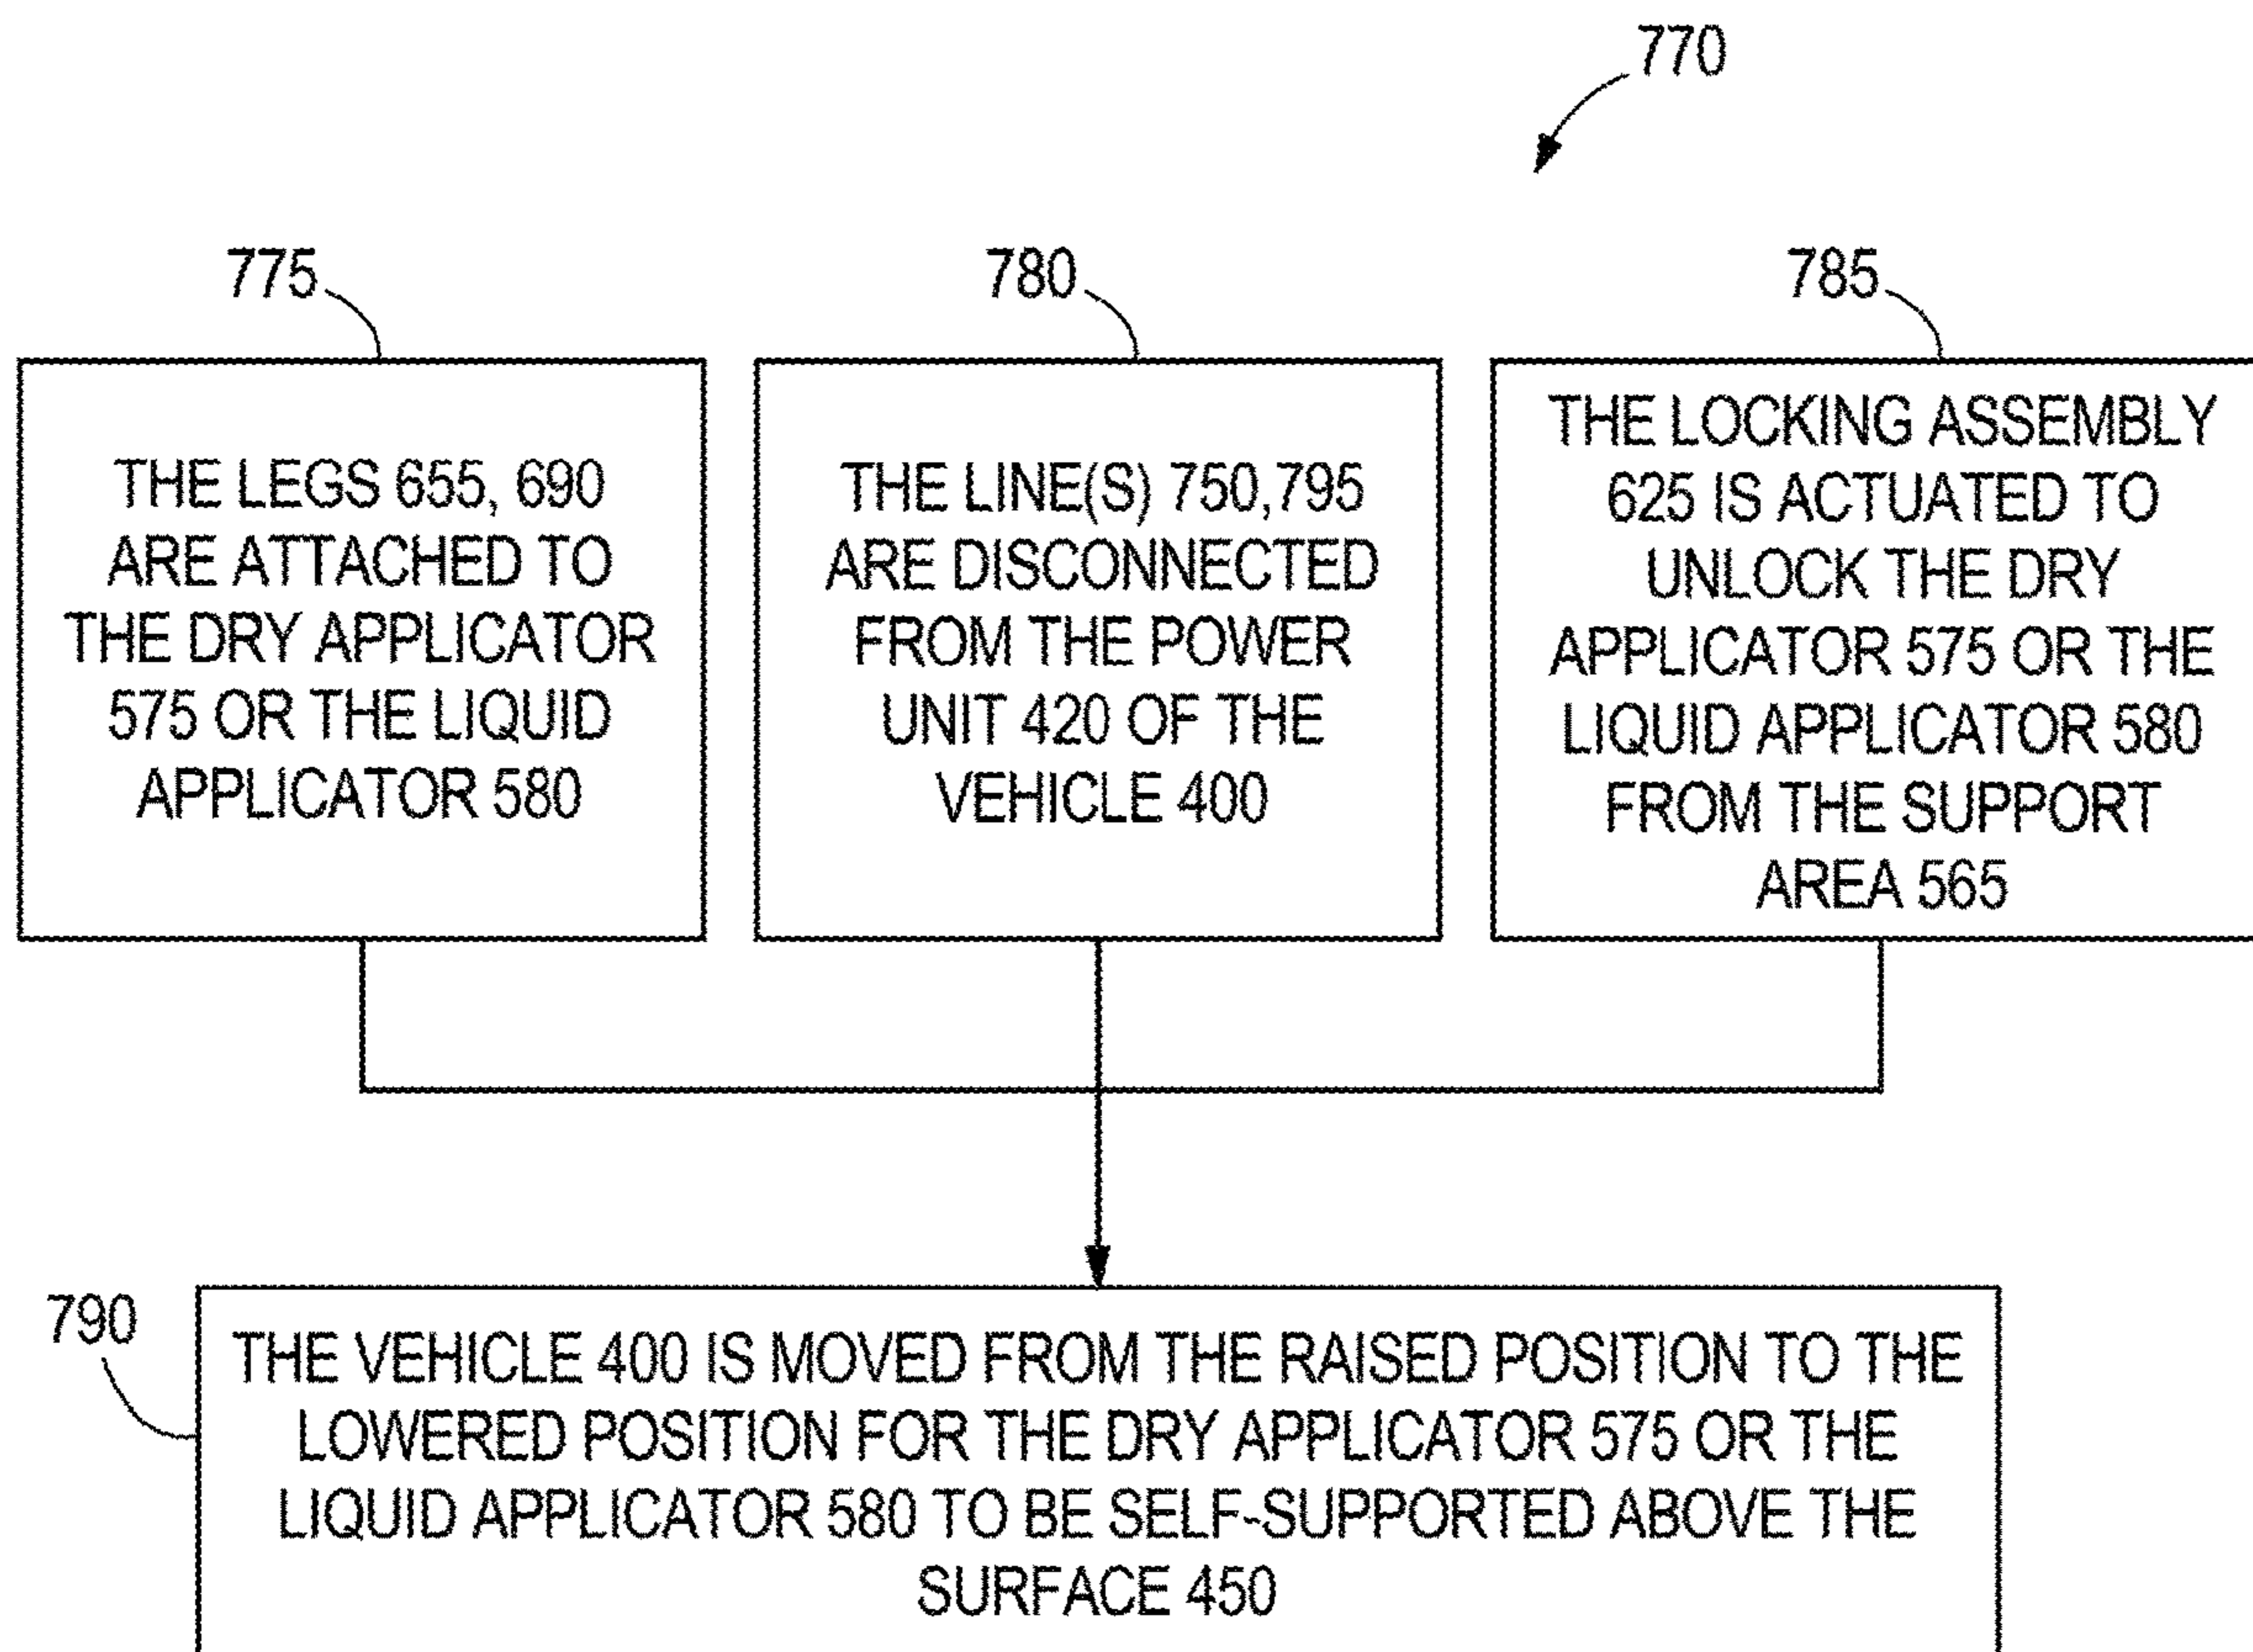 770
775
THE LEGS 655, 690
ARE ATTACHED TO
THE DRY APPLICATOR
575 OR THE LIQUID
APPLICATOR 580
780
THE LINE(S) 750,795
ARE DISCONNECTED
FROM THE POWER
UNIT 420 OF THE
VEHICLE 400
785
THE LOCKING ASSEMBLY
625 IS ACTUATED TO
UNLOCK THE DRY
APPLICATOR 575 OR THE
LIQUID APPLICATOR 580
FROM THE SUPPORT
AREA 565
790
THE VEHICLE 400 IS MOVED FROM THE RAISED POSITION TO THE
LOWERED POSITION FOR THE DRY APPLICATOR 575 OR THE
LIQUID APPLICATOR 580 TO BE SELF-SUPPORTED ABOVE THE
SURFACE 450